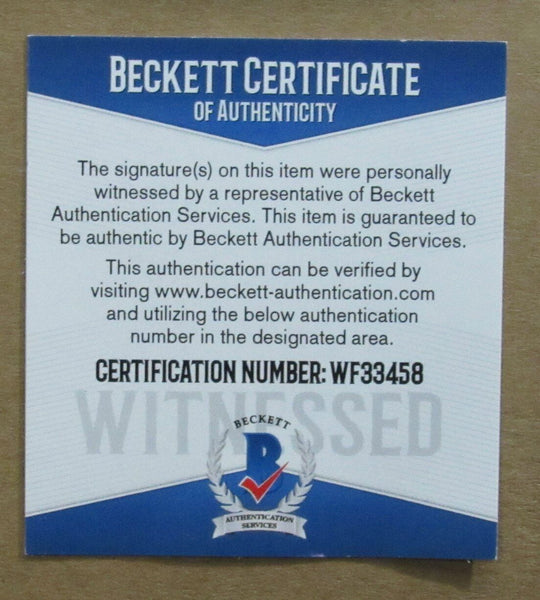 BECKETT CERTIFICATE
OF AUTHENTICITY
The signature(s) on this item were personally
witnessed by a representative of Beckett
Authentication Services. This item is guaranteed to
be authentic by Beckett Authentication Services.
This authentication can be verified by
visiting www.beckett-authentication.com
and utilizing the below authentication
number in the designated area.
CERTIFICATION NUMBER: WF33458
WITNESSED
BECKETT
B
AUTHENTICATION
SERVICES